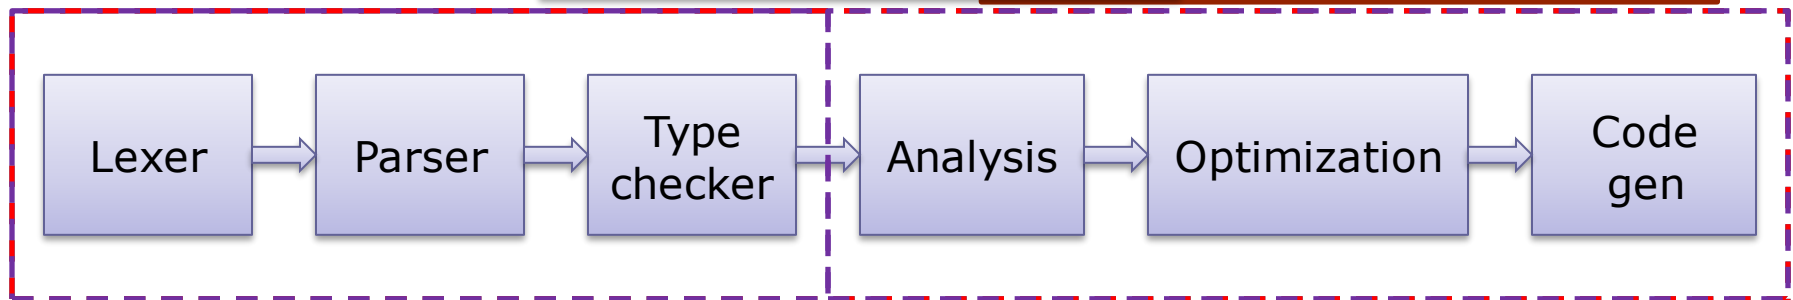 Lexer
Parser
Type
checker
Analysis
Optimization
Code
gen